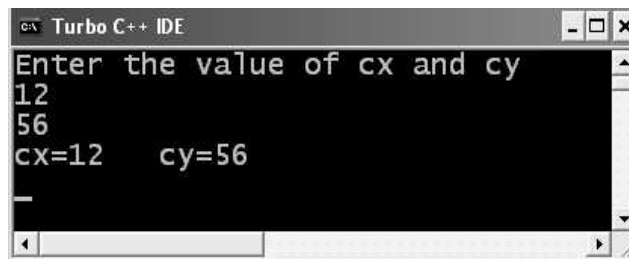 Turbo C++ IDE
Enter the value of cx and cy
12
56
cx=12   cy=56